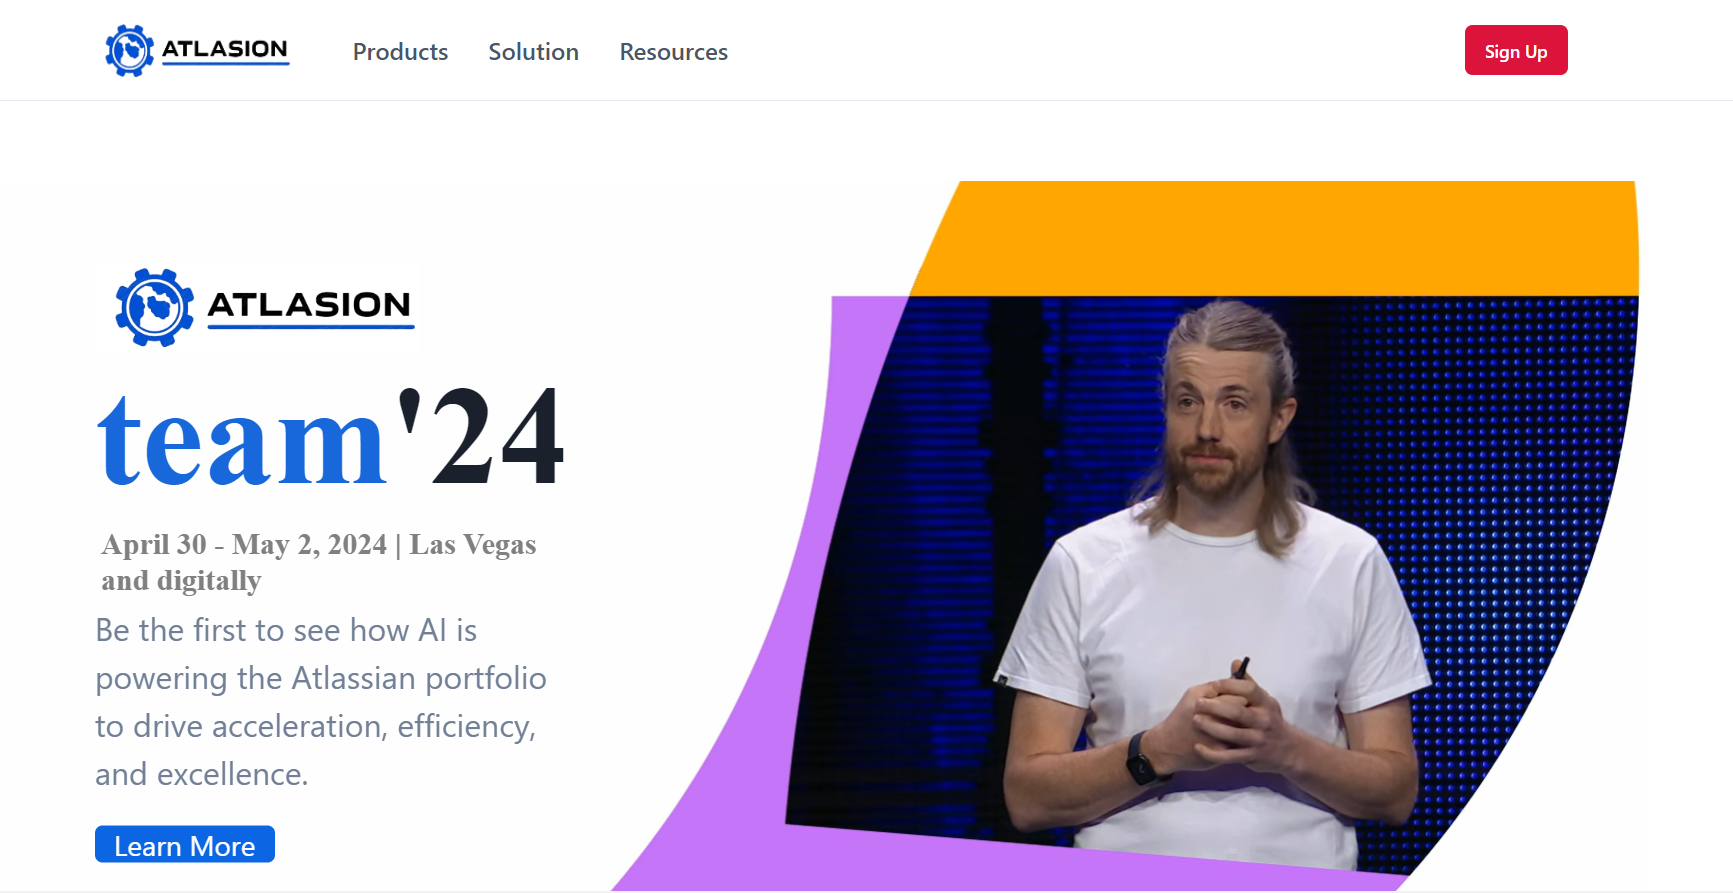 ATLASION
Products
Solution
Resources
Sign Up
ATLASION
team'24
April 30 - May 2, 2024 | Las Vegas
and digitally
Be the first to see how AI is
powering the Atlassian portfolio
to drive acceleration, efficiency,
and excellence.
Learn More